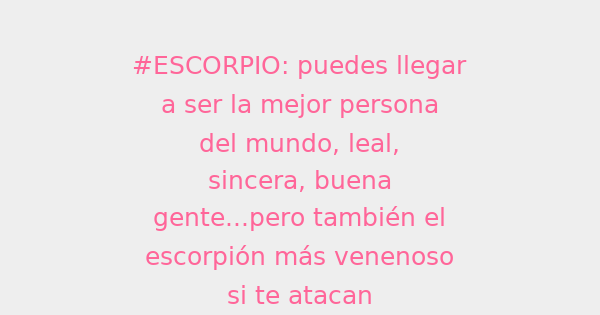 #ESCORPIO: puedes llegar
a ser la mejor persona
del mundo, leal,
sincera, buena
gente...pero también el
escorpión más venenoso
si te atacan